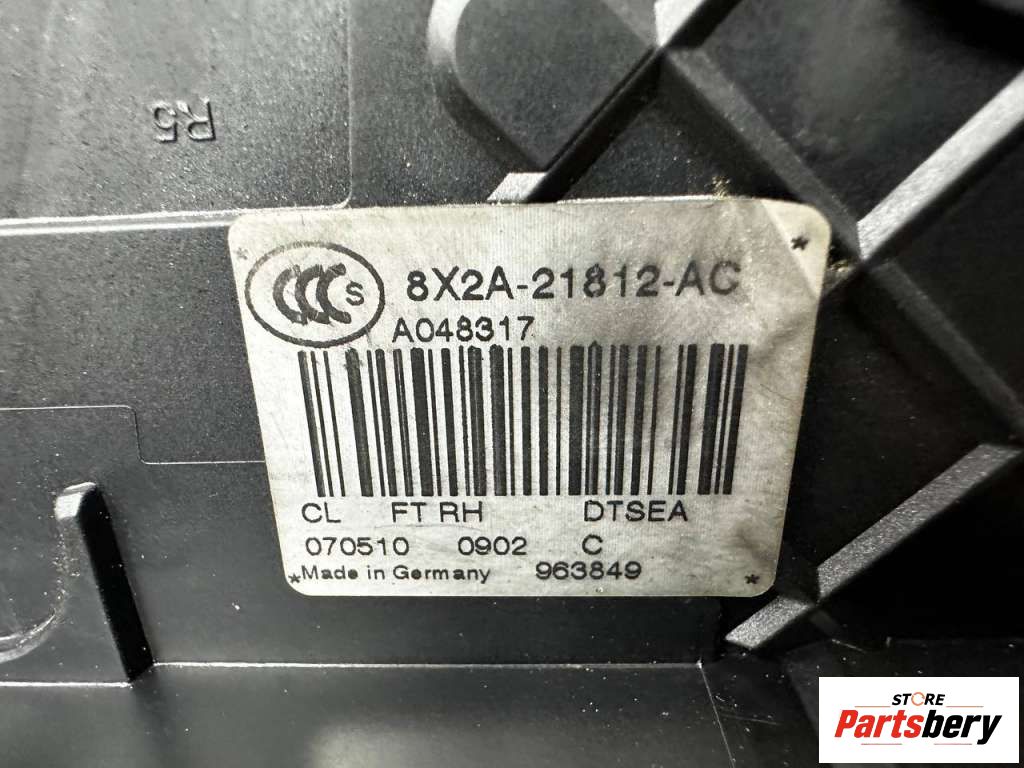 R5
CCC S
8X2A-21812-AC
A048317
CL FT RH DTSEA
070510 0902 C
*Made in Germany 963849 *
STORE
Partsbery